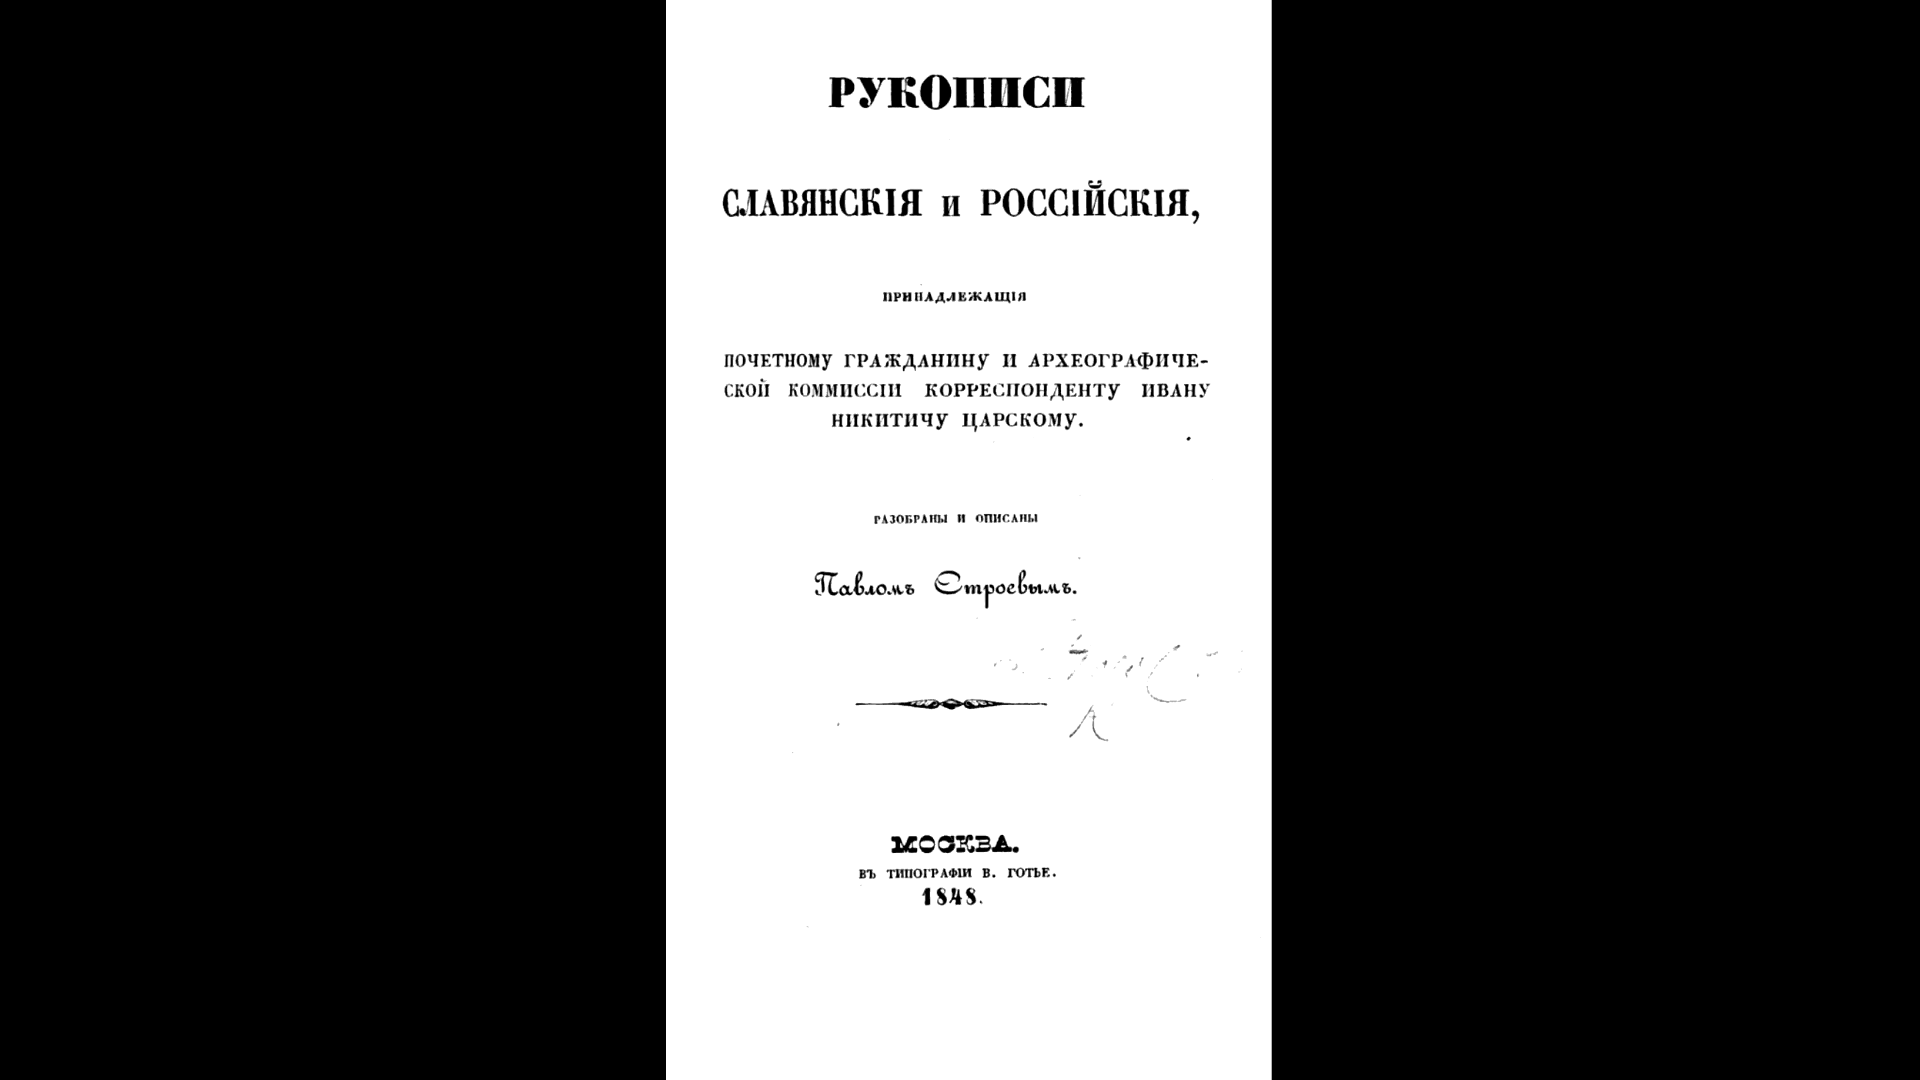 РУКОПИСИ
СЛАВЯНСКІЯ и РОССІЙСКІЯ,
ПРИНАДЛЕЖАЩІЯ
ПОЧЕТНОМУ ГРАЖДАНИНУ И АРХЕОГРАФИЧЕ-
СКОЙ КОММИССІИ КОРРЕСПОНДЕНТУ ИВАНУ
НИКИТИЧУ ЦАРСКОМУ.
РАЗОБРАНЫ И ОПИСАНЫ
Павломъ Строевымъ.
МОСКВА.
ВЪ ТИПОГРАФІИ В. ГОТЬЕ.
1848.